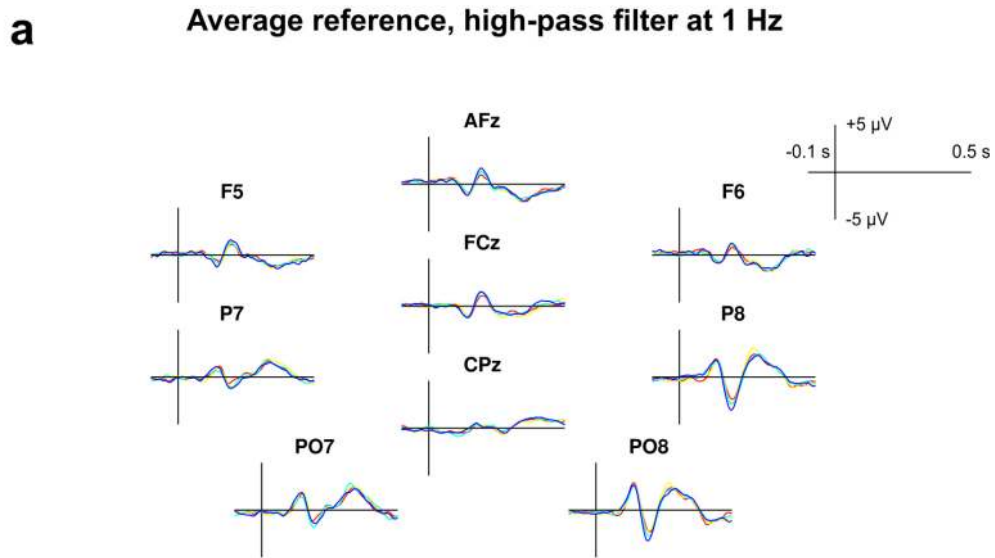 a
Average reference, high-pass filter at 1 Hz
AFz
+5 µV
-0.1 s
0.5 s
-5 µV
F5
F6
FCz
P7
P8
CPz
PO7
PO8